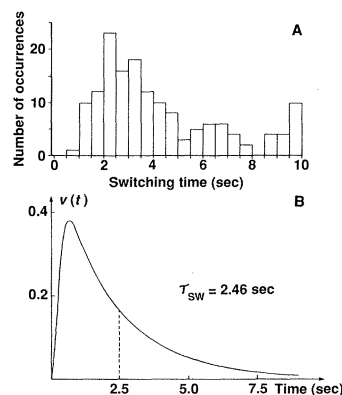 A
Number of occurrences
20
10
0
0 2 4 6 8 10
Switching time (sec)
B
v(t)
0.4
0.2
τSW = 2.46 sec
2.5 5.0 7.5 Time (sec)